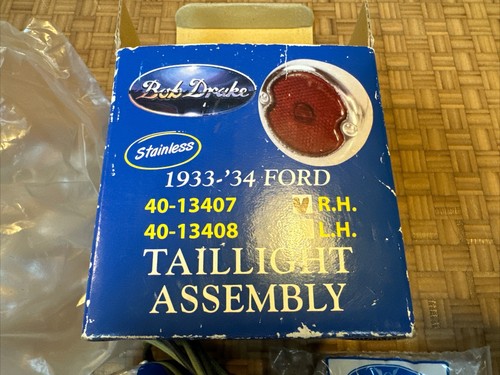 Bob Drake
Stainless
1933-'34 FORD
40-13407 R.H.
40-13408 L.H.
TAILLIGHT
ASSEMBLY